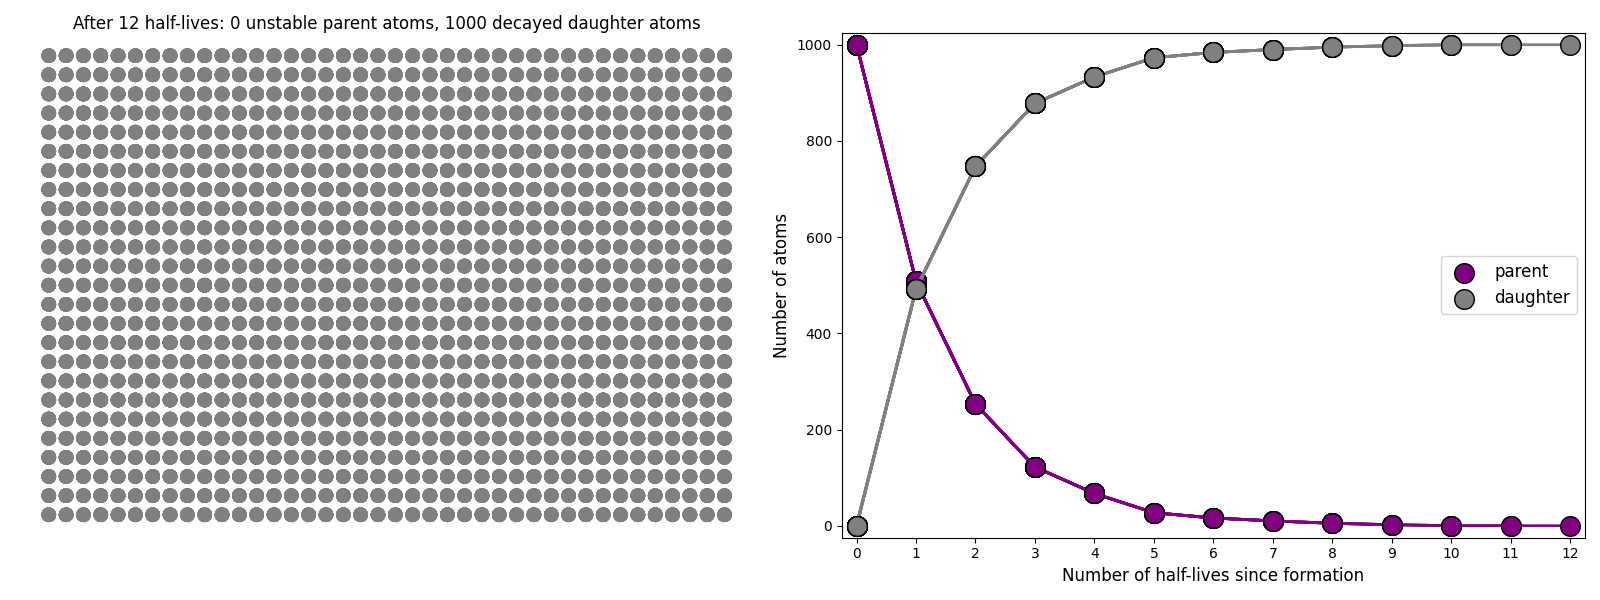 After 12 half-lives: 0 unstable parent atoms, 1000 decayed daughter atoms
1000
800
600
400
200
0
Number of atoms
parent
daughter
0 1 2 3 4 5 6 7 8 9 10 11 12
Number of half-lives since formation